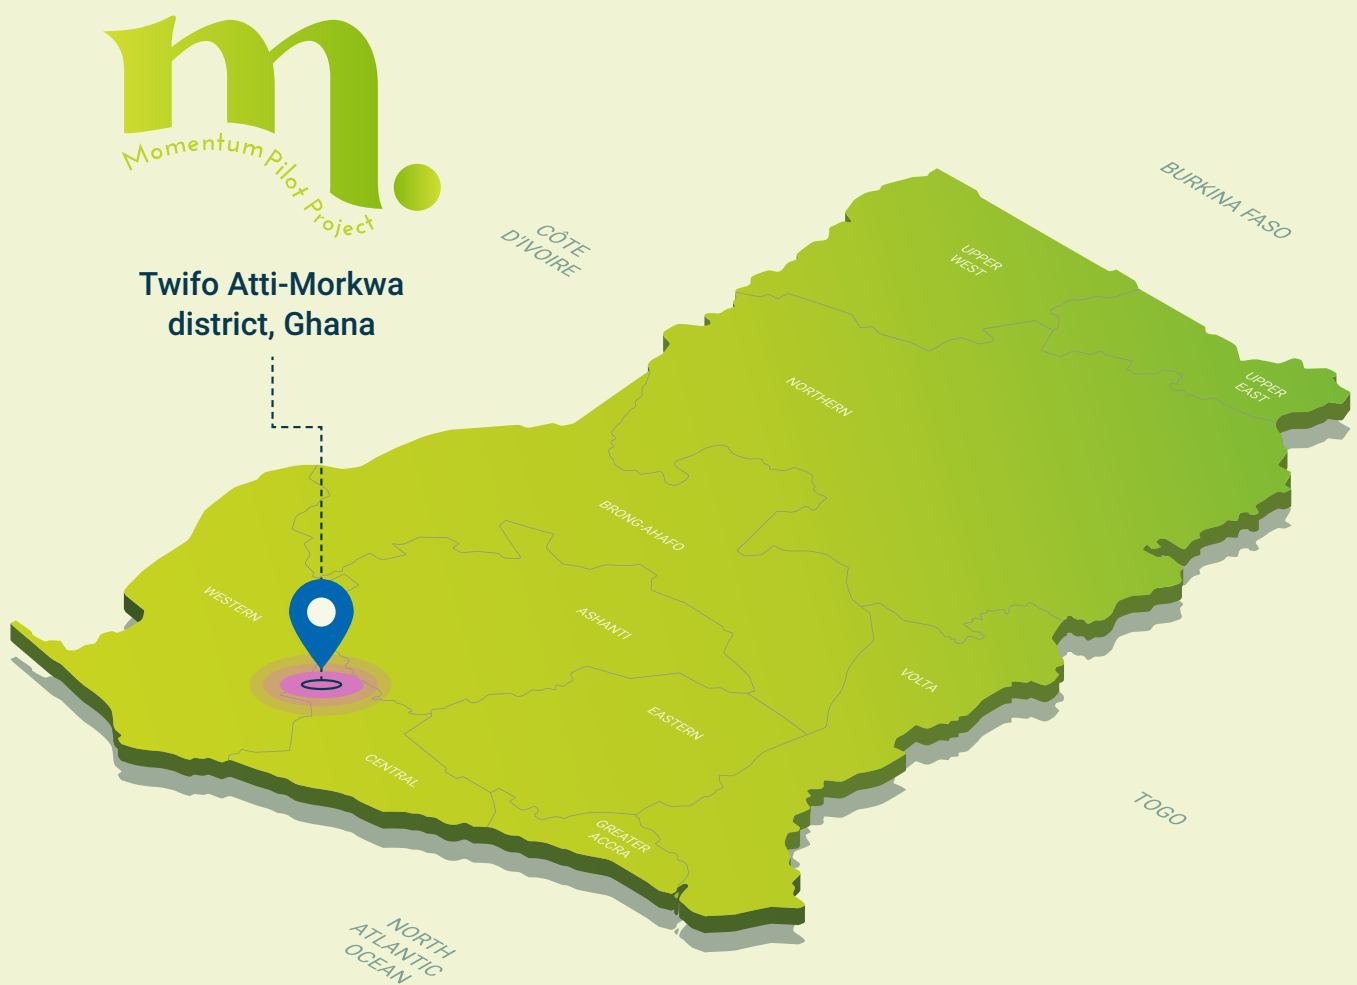 m.
Momentum Pilot Project
Twifo Atti-Morkwa
district, Ghana
CÔTE
D'IVOIRE
BURKINA FASO
UPPER
WEST
UPPER
EAST
NORTHERN
BRONG-AHAFO
WESTERN
ASHANTI
VOLTA
EASTERN
CENTRAL
GREATER
ACCRA
TOGO
NORTH
ATLANTIC
OCEAN